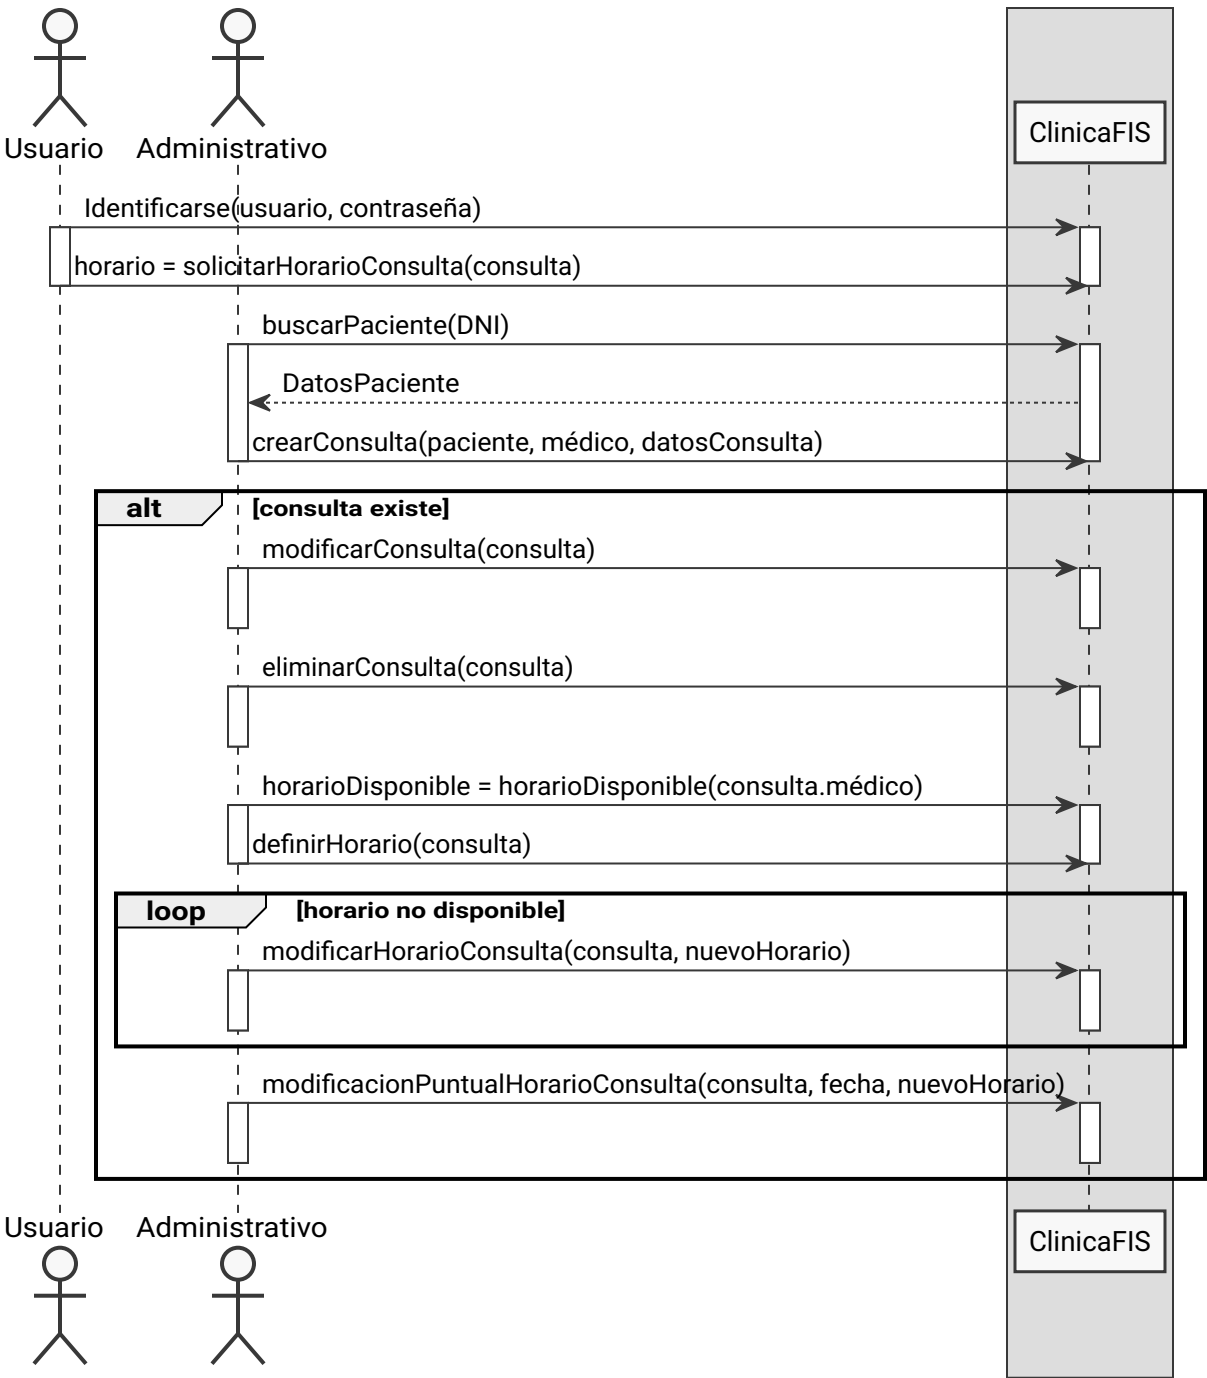 Usuario
Administrativo
ClinicaFIS
Identificarse(usuario, contraseña)
horario = solicitarHorarioConsulta(consulta)
buscarPaciente(DNI)
DatosPaciente
crearConsulta(paciente, médico, datosConsulta)
alt [consulta existe]
modificarConsulta(consulta)
eliminarConsulta(consulta)
horarioDisponible = horarioDisponible(consulta.médico)
definirHorario(consulta)
loop [horario no disponible]
modificarHorarioConsulta(consulta, nuevoHorario)
modificacionPuntualHorarioConsulta(consulta, fecha, nuevoHorario)
Usuario
Administrativo
ClinicaFIS